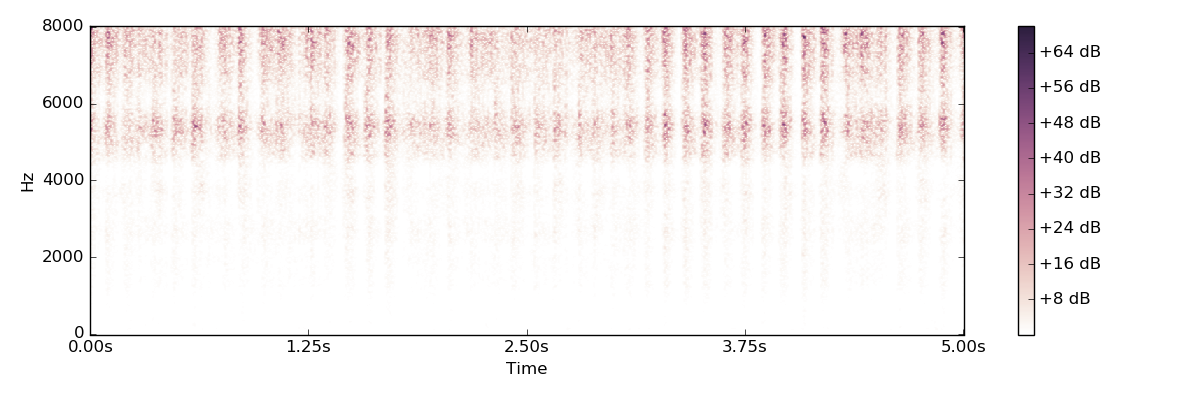 8000
6000
4000
2000
0
Hz
0.00s
1.25s
2.50s
3.75s
5.00s
Time
+64 dB
+56 dB
+48 dB
+40 dB
+32 dB
+24 dB
+16 dB
+8 dB